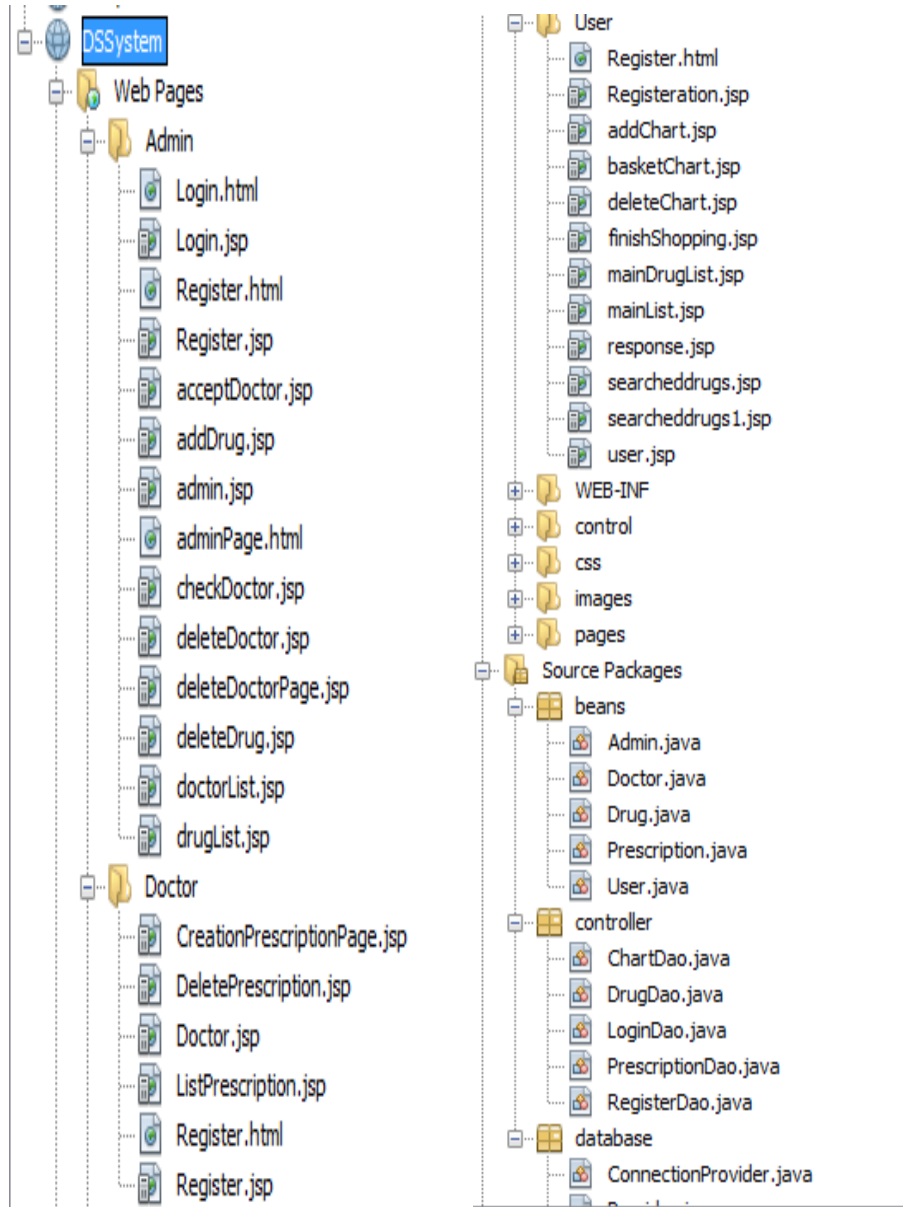 DSSystem
Web Pages
Admin
Login.html
Login.jsp
Register.html
Register.jsp
acceptDoctor.jsp
addDrug.jsp
admin.jsp
adminPage.html
checkDoctor.jsp
deleteDoctor.jsp
deleteDoctorPage.jsp
deleteDrug.jsp
doctorList.jsp
drugList.jsp
Doctor
CreationPrescriptionPage.jsp
DeletePrescription.jsp
Doctor.jsp
ListPrescription.jsp
Register.html
Register.jsp
User
Register.html
Registeration.jsp
addChart.jsp
basketChart.jsp
deleteChart.jsp
finishShopping.jsp
mainDrugList.jsp
mainList.jsp
response.jsp
searcheddrugs.jsp
searcheddrugs1.jsp
user.jsp
WEB-INF
control
css
images
pages
Source Packages
beans
Admin.java
Doctor.java
Drug.java
Prescription.java
User.java
controller
ChartDao.java
DrugDao.java
LoginDao.java
PrescriptionDao.java
RegisterDao.java
database
ConnectionProvider.java